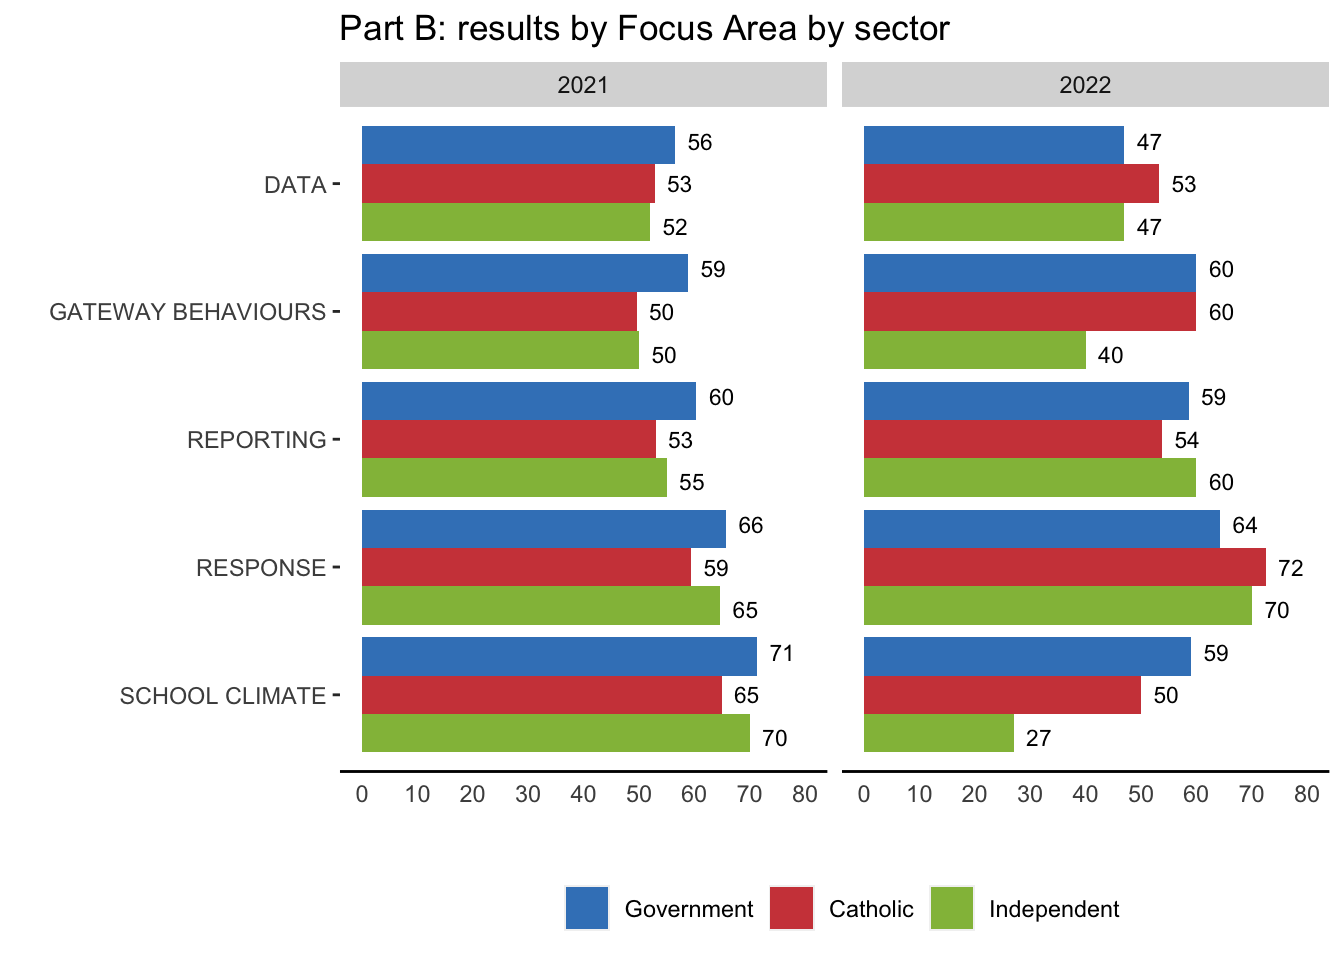 Part B: results by Focus Area by sector
2021 2022
DATA
56 47
53 53
52 47
GATEWAY BEHAVIOURS
59 60
50 60
50 40
REPORTING
60 59
53 54
55 60
RESPONSE
66 64
59 72
65 70
SCHOOL CLIMATE
71 59
65 50
70 27
0 10 20 30 40 50 60 70 80 0 10 20 30 40 50 60 70 80
Government Catholic Independent